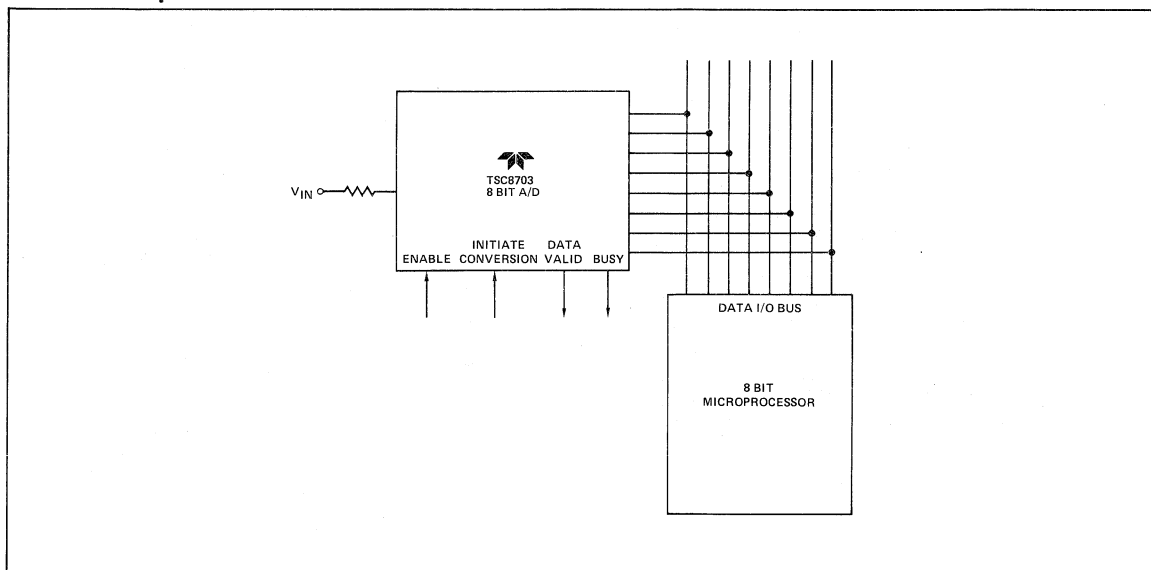 TSC8703
8 BIT A/D
VIN
INITIATE DATA
ENABLE CONVERSION VALID BUSY
DATA I/O BUS
8 BIT
MICROPROCESSOR